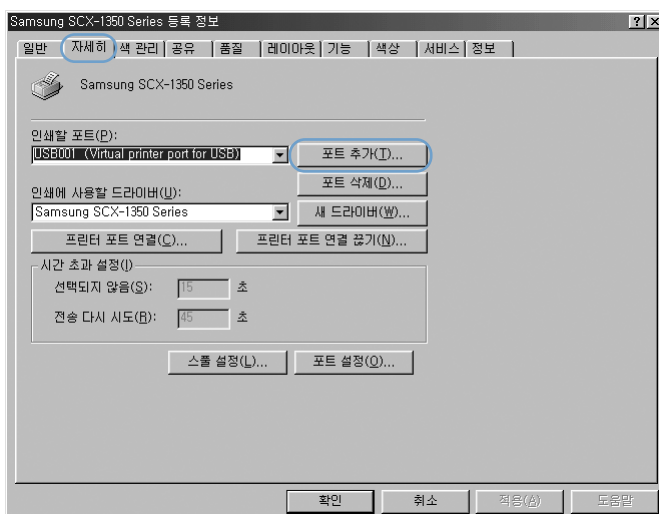 Samsung SCX-1350 Series 등록 정보
일반 자세히 색 관리 공유 품질 레이아웃 기능 색상 서비스 정보
Samsung SCX-1350 Series
인쇄할 포트(P):
USB001 (Virtual printer port for USB) 포트 추가(T)...
포트 삭제(D)...
인쇄에 사용할 드라이버(U):
Samsung SCX-1350 Series 새 드라이버(W)...
프린터 포트 연결(C)... 프린터 포트 연결 끊기(N)...
시간 초과 설정(I)
선택되지 않음(S): 15 초
전송 다시 시도(R): 45 초
스풀 설정(L)... 포트 설정(O)...
확인 취소 적용(A) 도움말